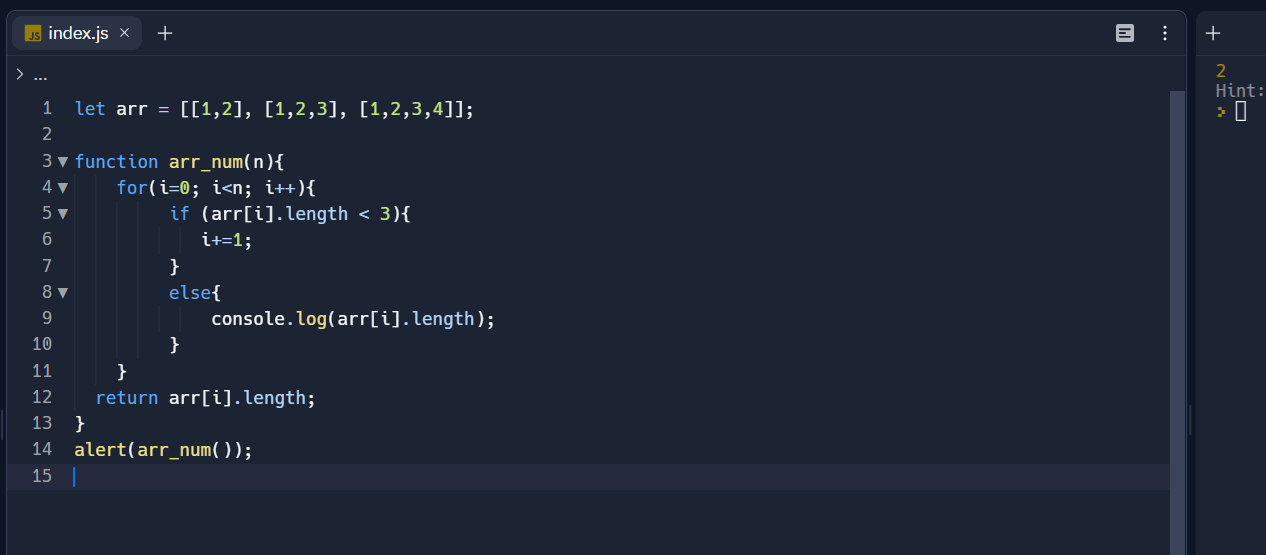 JS index.js × +
> ...
1 let arr = [[1,2], [1,2,3], [1,2,3,4]];
2
3 function arr_num(n){
4 for(i=0; i<n; i++){
5 if (arr[i].length < 3){
6 i+=1;
7 }
8 else{
9 console.log(arr[i].length);
10 }
11 }
12 return arr[i].length;
13 }
14 alert(arr_num());
15
+
2
Hint:
>